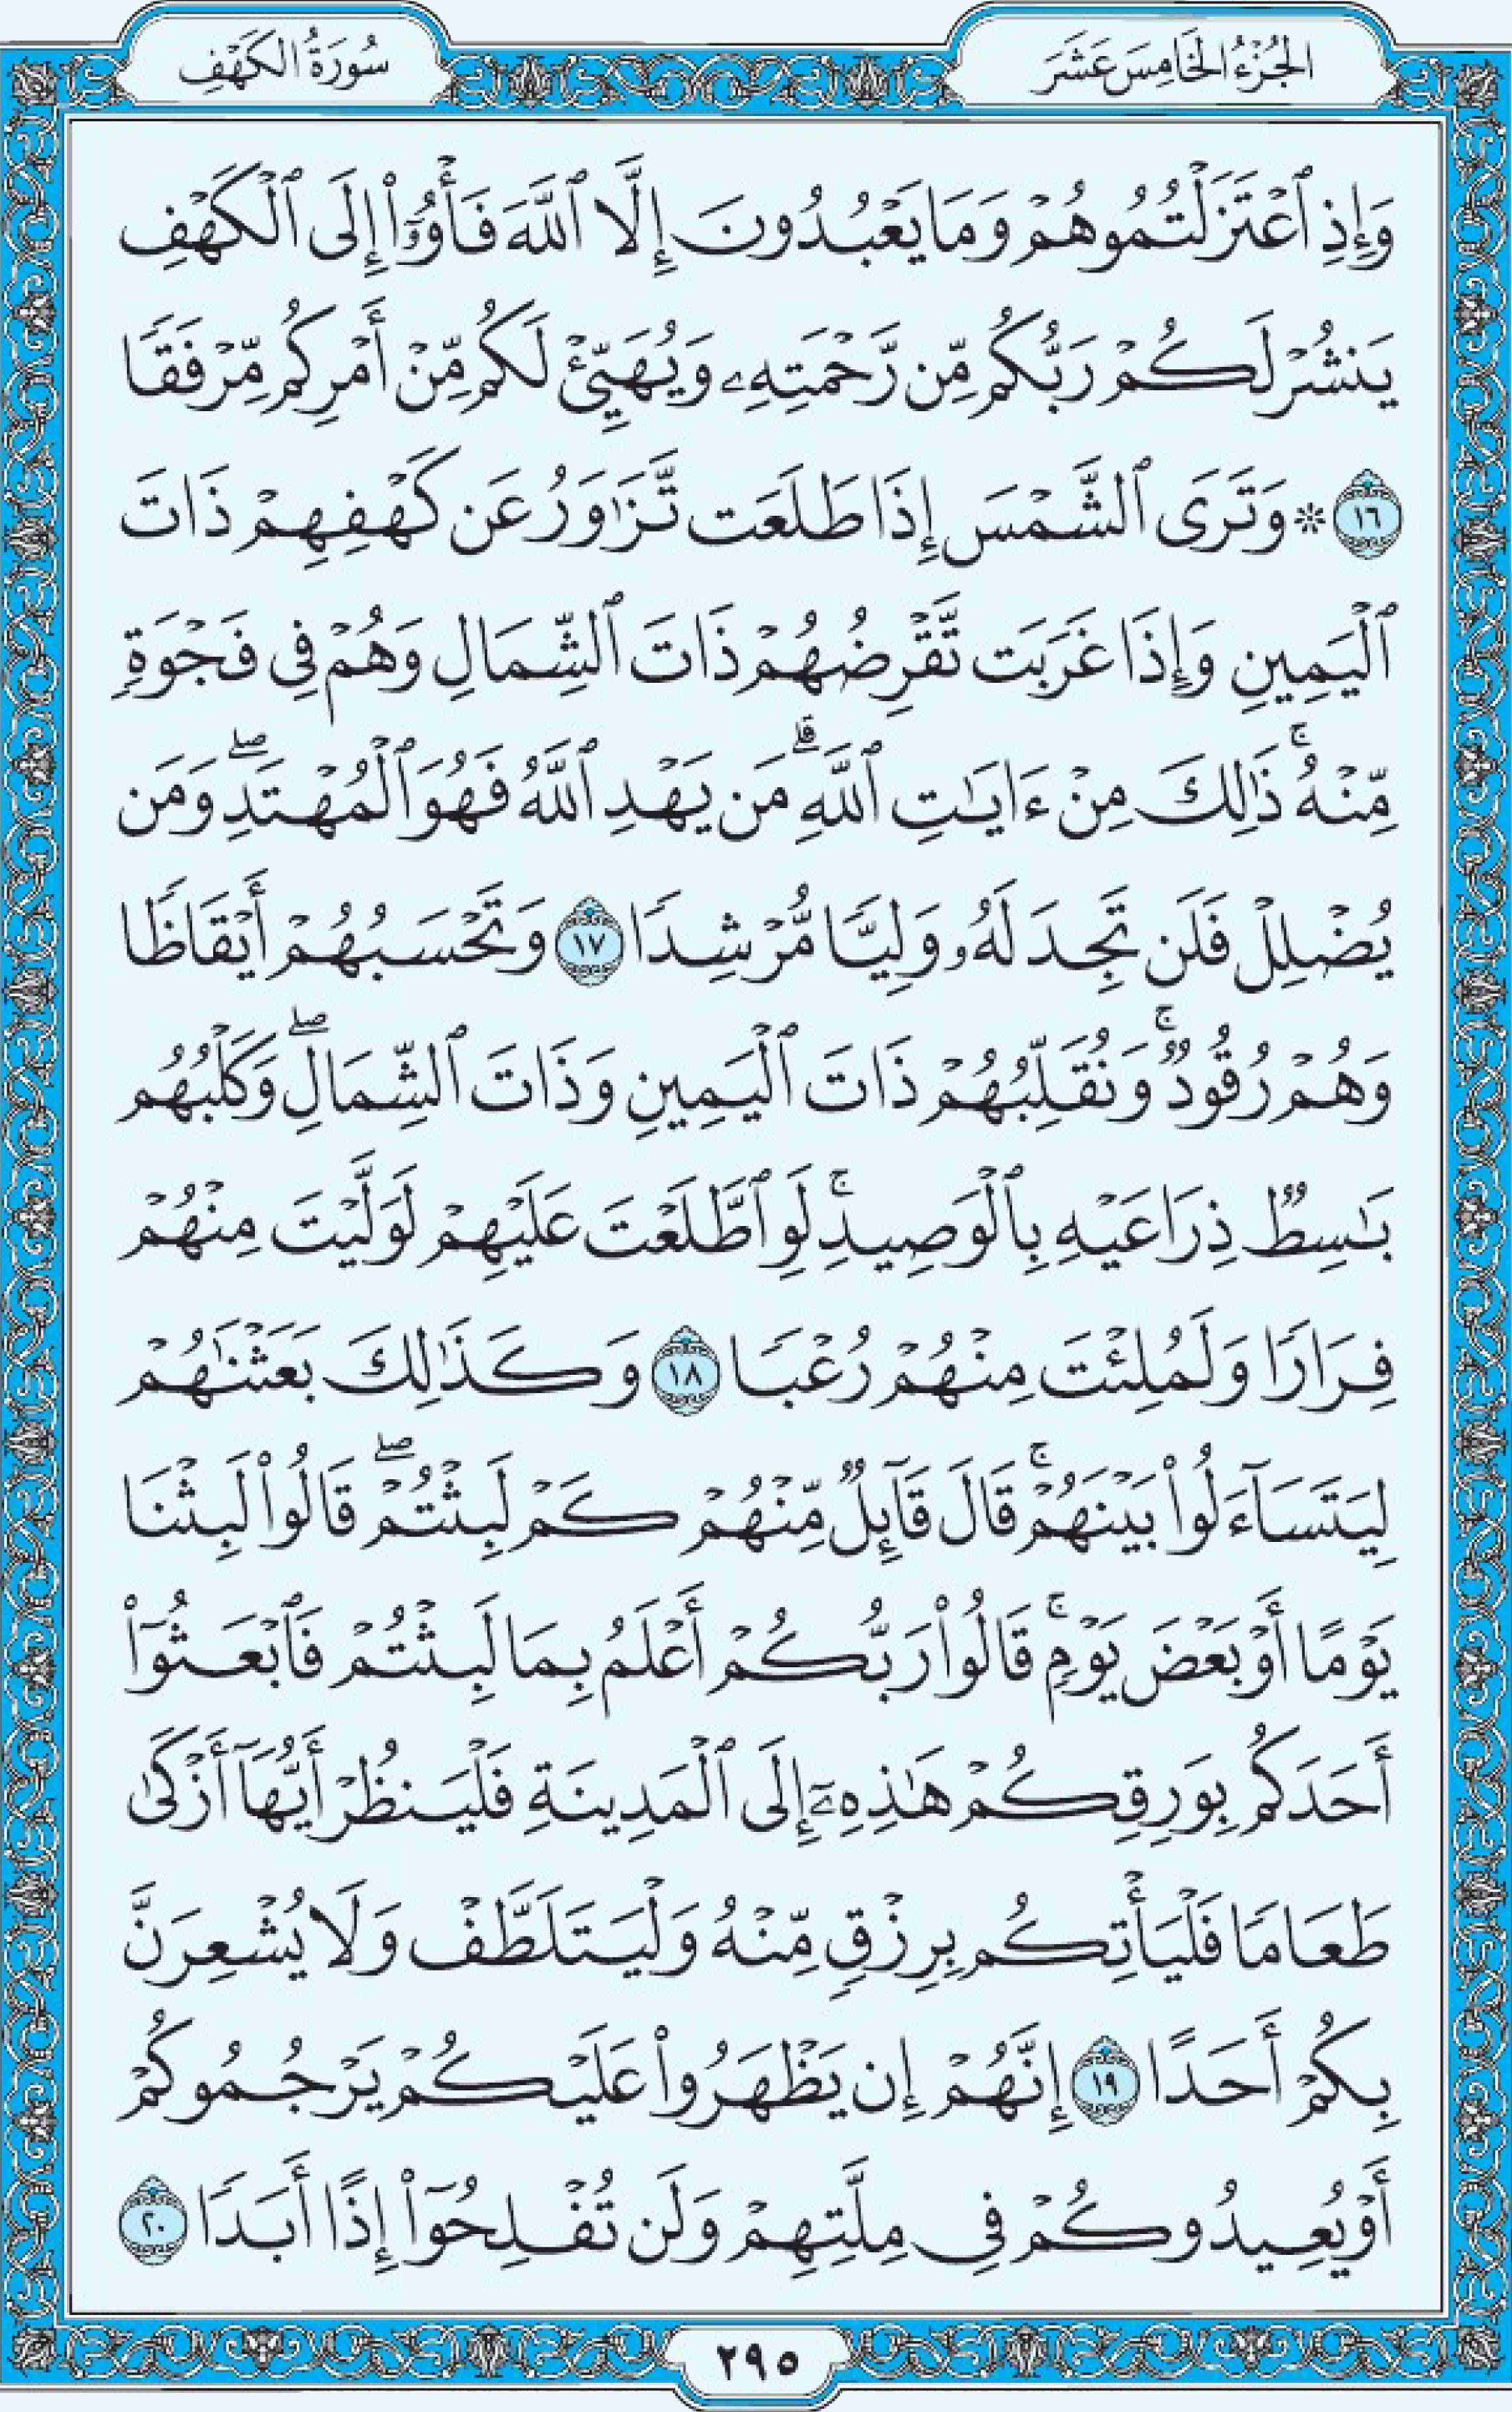 الجُزْءُ الخَامِسَ عَشَرَ
سُورَةُ الكَهْفِ
وَإِذِ ٱعْتَزَلْتُمُوهُمْ وَمَا يَعْبُدُونَ إِلَّا ٱللَّهَ فَأْوُۥٓا۟ إِلَى ٱلْكَهْفِ
يَنشُرْ لَكُمْ رَبُّكُم مِّن رَّحْمَتِهِۦ وَيُهَيِّئْ لَكُم مِّنْ أَمْرِكُم مِّرْفَقًا
١٦ ۞ وَتَرَى ٱلشَّمْسَ إِذَا طَلَعَت تَّزَٰوَرُ عَن كَهْفِهِمْ ذَاتَ
ٱلْيَمِينِ وَإِذَا غَرَبَت تَّقْرِضُهُمْ ذَاتَ ٱلشِّمَالِ وَهُمْ فِى فَجْوَةٍ
مِّنْهُ ۚ ذَٰلِكَ مِنْ ءَايَٰتِ ٱللَّهِ ۗ مَن يَهْدِ ٱللَّهُ فَهُوَ ٱلْمُهْتَدِ ۖ وَمَن
يُضْلِلْ فَلَن تَجِدَ لَهُۥ وَلِيًّا مُّرْشِدًا ١٧ وَتَحْسَبُهُمْ أَيْقَاظًا
وَهُمْ رُقُودٌ ۚ وَنُقَلِّبُهُمْ ذَاتَ ٱلْيَمِينِ وَذَاتَ ٱلشِّمَالِ ۖ وَكَلْبُهُم
بَٰسِطٌ ذِرَاعَيْهِ بِٱلْوَصِيدِ ۚ لَوِ ٱطَّلَعْتَ عَلَيْهِمْ لَوَلَّيْتَ مِنْهُمْ
فِرَارًا وَلَمُلِئْتَ مِنْهُمْ رُعْبًا ١٨ وَكَذَٰلِكَ بَعَثْنَٰهُمْ
لِيَتَسَآءَلُوا۟ بَيْنَهُمْ ۚ قَالَ قَآئِلٌ مِّنْهُمْ كَمْ لَبِثْتُمْ ۖ قَالُوا۟ لَبِثْنَا
يَوْمًا أَوْ بَعْضَ يَوْمٍ ۚ قَالُوا۟ رَبُّكُمْ أَعْلَمُ بِمَا لَبِثْتُمْ فَٱبْعَثُوٓا۟
أَحَدَكُم بِوَرِقِكُمْ هَٰذِهِۦٓ إِلَى ٱلْمَدِينَةِ فَلْيَنظُرْ أَيُّهَآ أَزْكَىٰ
طَعَامًا فَلْيَأْتِكُم بِرِزْقٍ مِّنْهُ وَلْيَتَلَطَّفْ وَلَا يُشْعِرَنَّ
بِكُمْ أَحَدًا ١٩ إِنَّهُمْ إِن يَظْهَرُوا۟ عَلَيْكُمْ يَرْجُمُوكُمْ
أَوْ يُعِيدُوكُمْ فِى مِلَّتِهِمْ وَلَن تُفْلِحُوٓا۟ إِذًا أَبَدًا ٢٠
٢٩٥